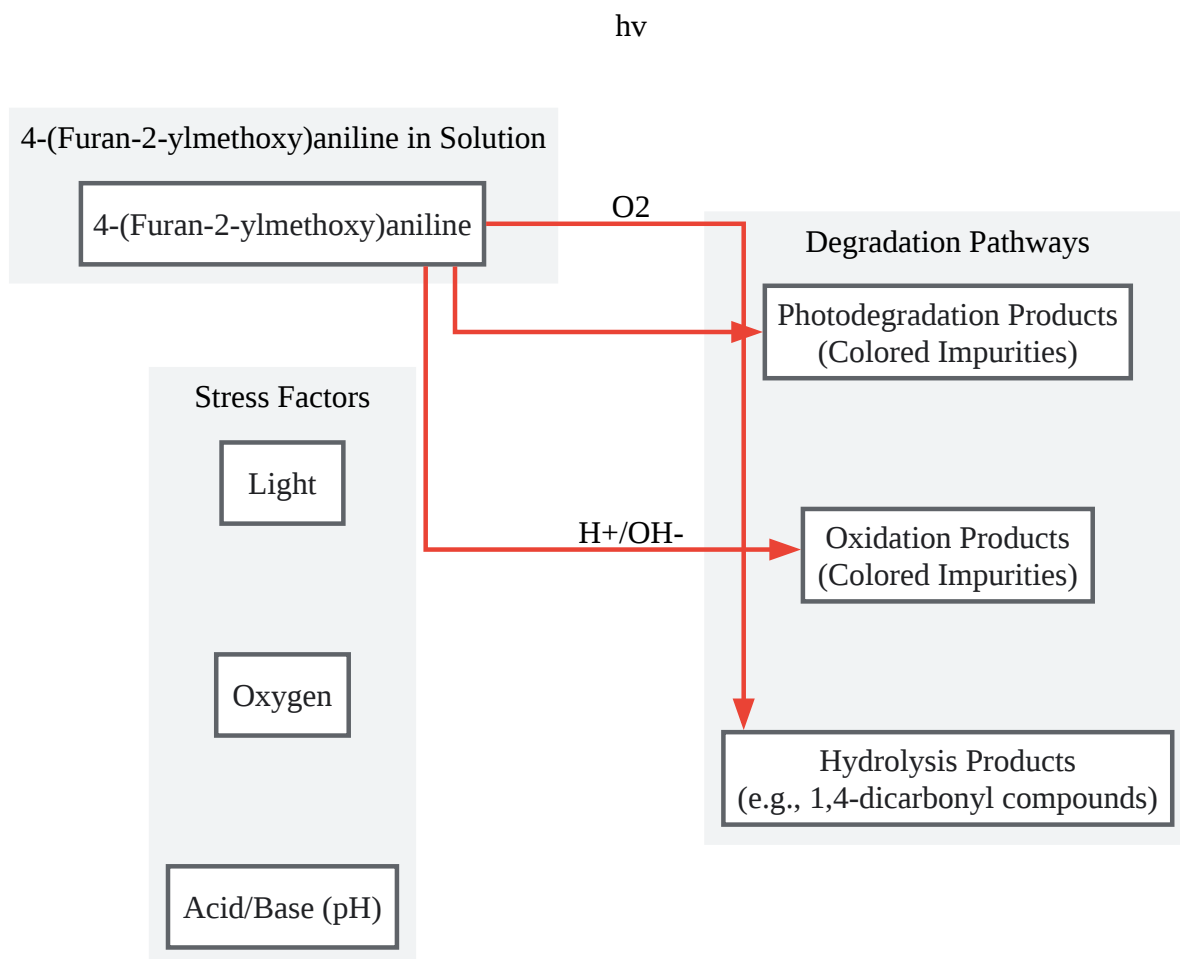 hv
4-(Furan-2-ylmethoxy)aniline in Solution
4-(Furan-2-ylmethoxy)aniline
O2
Degradation Pathways
Photodegradation Products
(Colored Impurities)
Stress Factors
Light
H+/OH-
Oxidation Products
(Colored Impurities)
Oxygen
Hydrolysis Products
(e.g., 1,4-dicarbonyl compounds)
Acid/Base (pH)